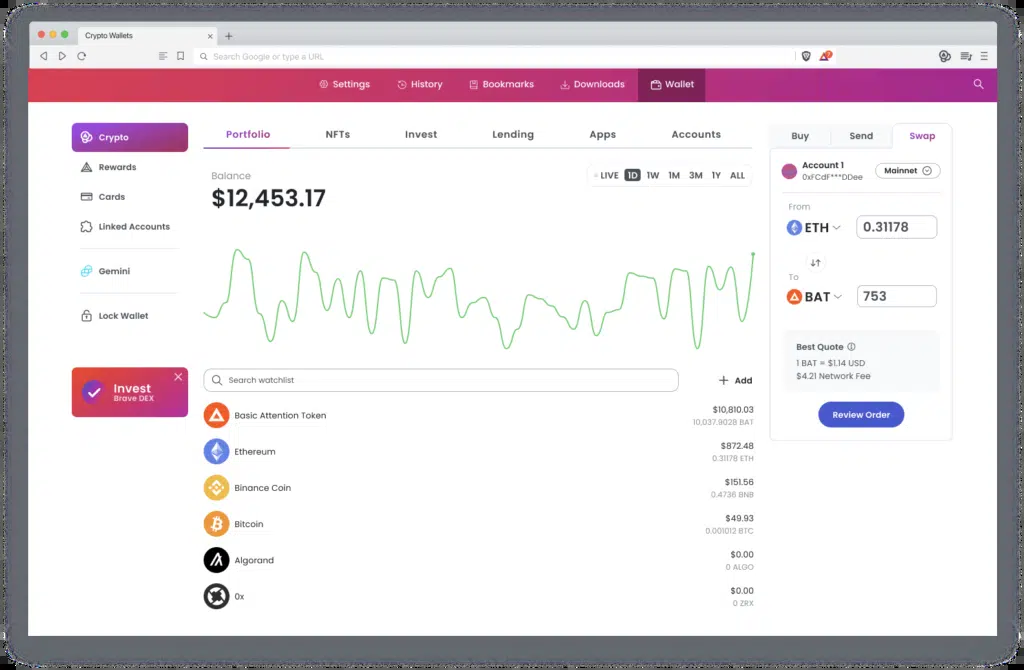 Crypto Wallets
Search Google or type a URL
Settings
History
Bookmarks
Downloads
Wallet
Crypto
Rewards
Cards
Linked Accounts
Gemini
Lock Wallet
Invest
Brave DEX
Portfolio
NFTs
Invest
Lending
Apps
Accounts
Balance
$12,453.17
LIVE
1D
1W
1M
3M
1Y
ALL
Search watchlist
Add
Basic Attention Token
$10,810.03
10,037.9028 BAT
Ethereum
$872.48
0.31178 ETH
Binance Coin
$151.56
0.4736 BNB
Bitcoin
$49.93
0.001012 BTC
Algorand
$0.00
0 ALGO
0x
$0.00
0 ZRX
Buy
Send
Swap
Account 1
0xFCdF***DDee
Mainnet
From
ETH
0.31178
To
BAT
753
Best Quote
1 BAT = $1.14 USD
$4.21 Network Fee
Review Order